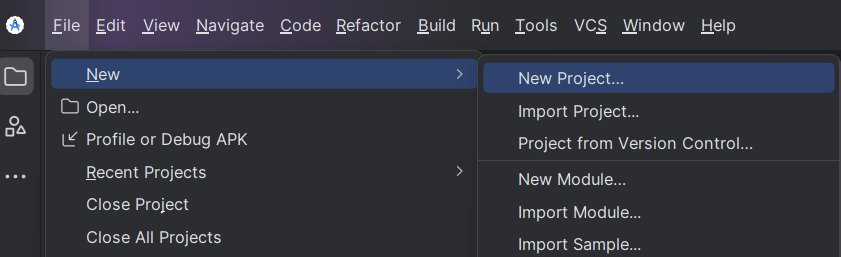 File Edit View Navigate Code Refactor Build Run Tools VCS Window Help
New
Open...
Profile or Debug APK
Recent Projects
Close Project
Close All Projects
New Project...
Import Project...
Project from Version Control...
New Module...
Import Module...
Import Sample...